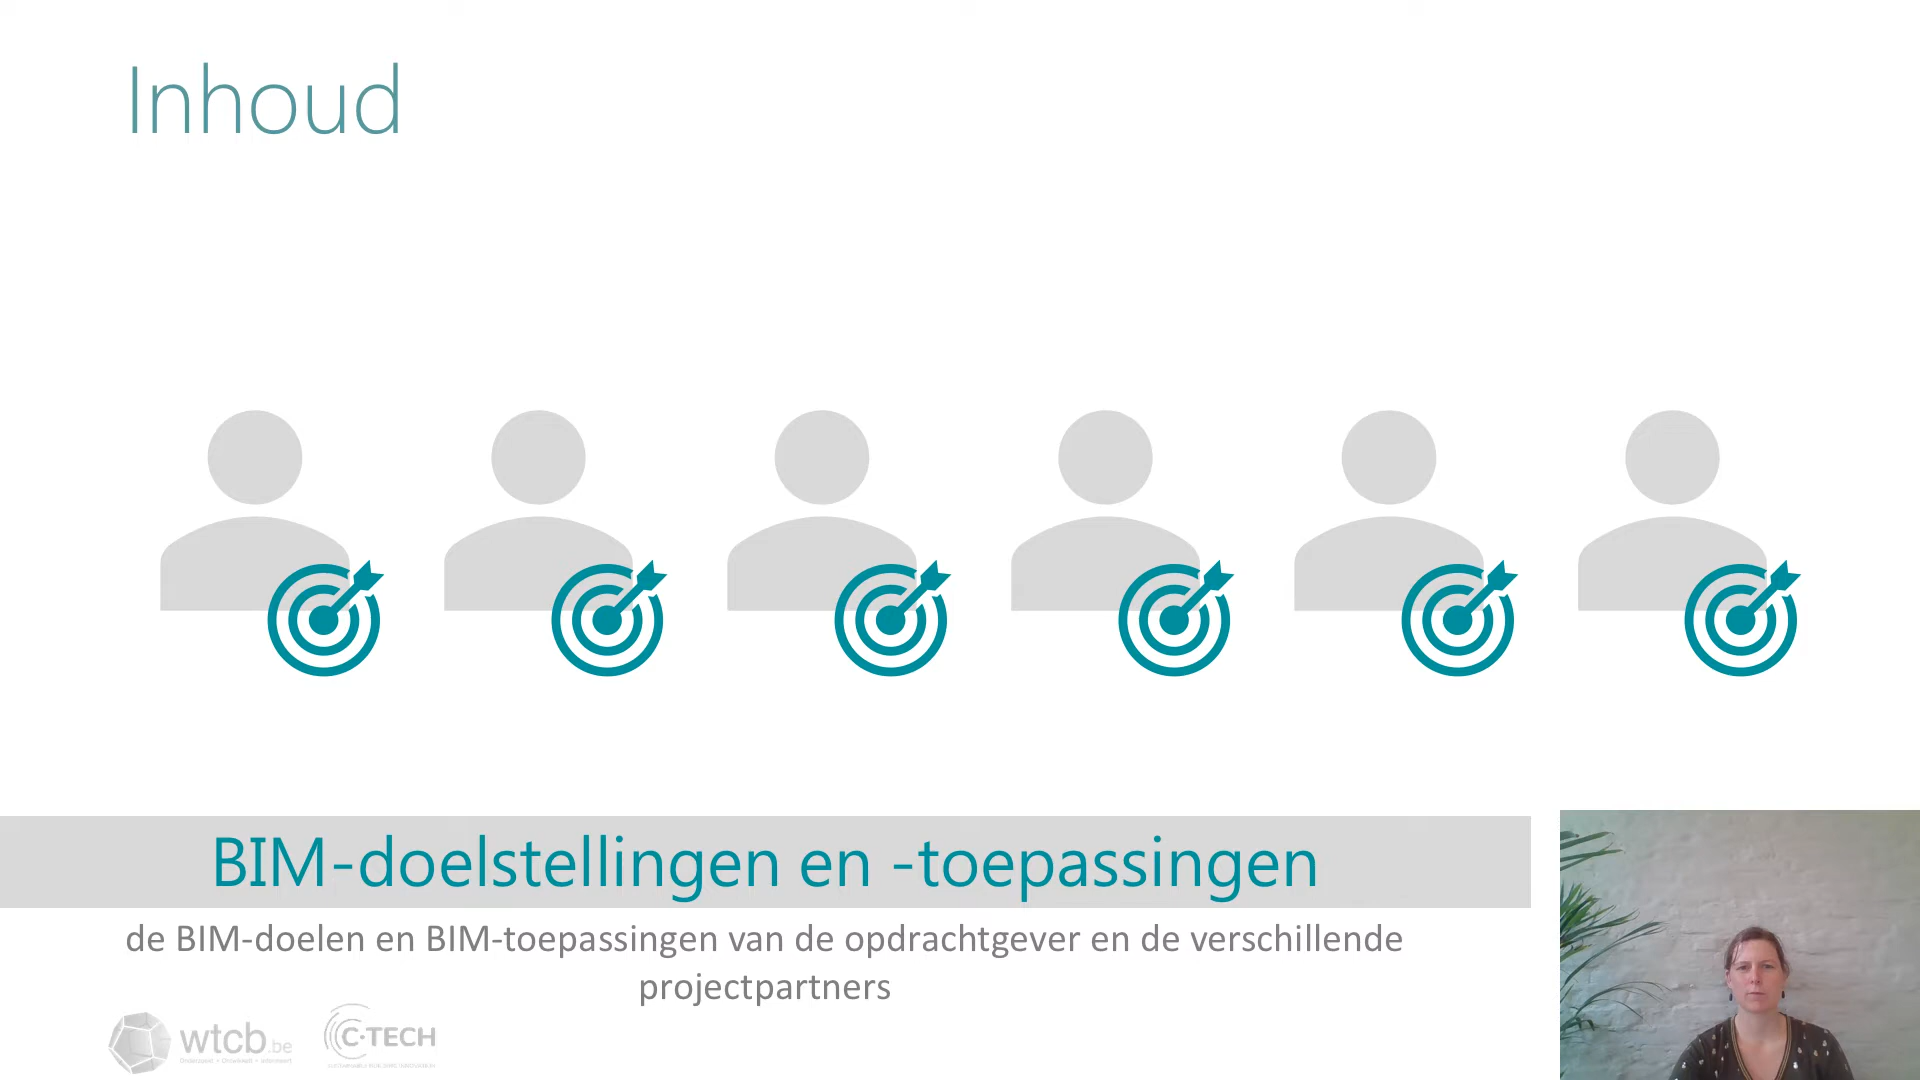 Inhoud
BIM-doelstellingen en -toepassingen
de BIM-doelen en BIM-toepassingen van de opdrachtgever en de verschillende
projectpartners
wtcb.be
C-TECH